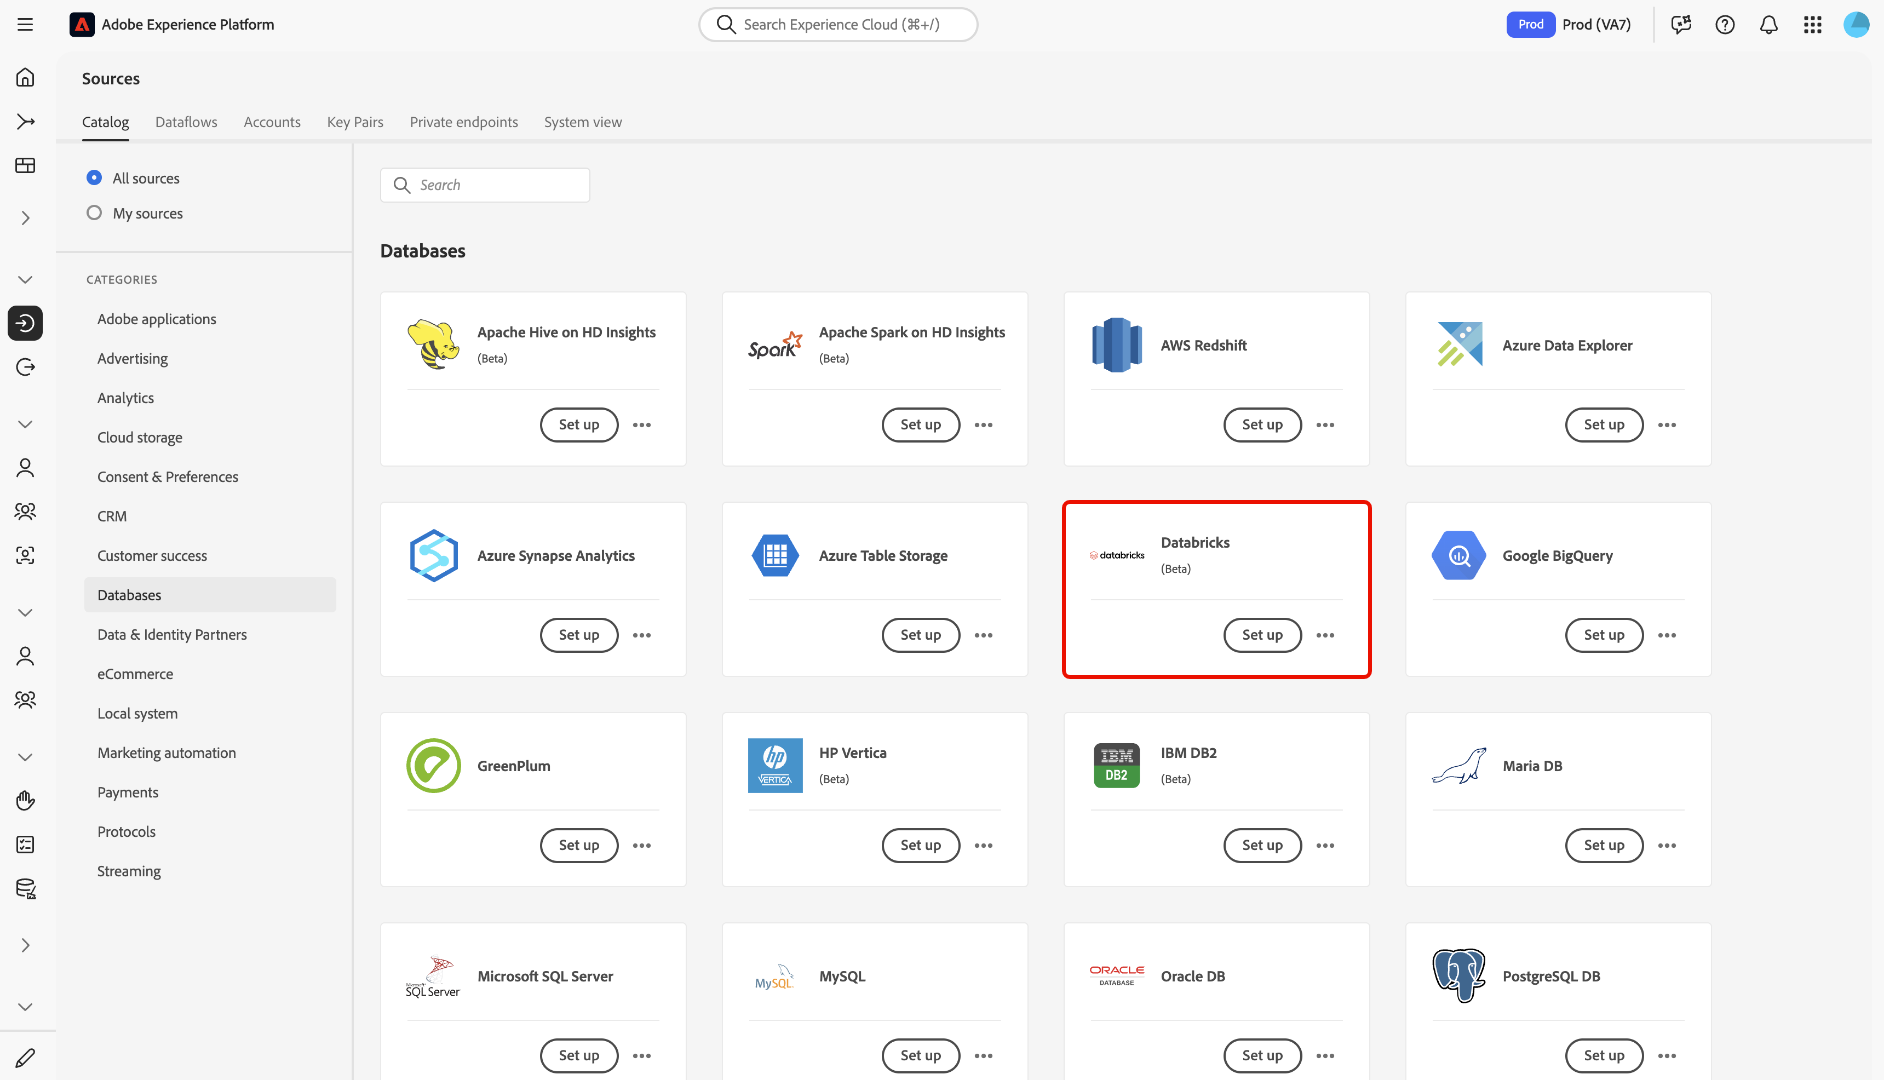 Adobe Experience Platform
Search Experience Cloud (⌘+/)
Prod
Prod (VA7)
Sources
Catalog
Dataflows
Accounts
Key Pairs
Private endpoints
System view
All sources
My sources
CATEGORIES
Adobe applications
Advertising
Analytics
Cloud storage
Consent & Preferences
CRM
Customer success
Databases
Data & Identity Partners
eCommerce
Local system
Marketing automation
Payments
Protocols
Streaming
Search
Databases
Apache Hive on HD Insights
(Beta)
Set up
Spark
Apache Spark on HD Insights
(Beta)
Set up
AWS Redshift
Set up
Azure Data Explorer
Set up
Azure Synapse Analytics
Set up
Azure Table Storage
Set up
databricks
Databricks
(Beta)
Set up
Google BigQuery
Set up
GreenPlum
Set up
hp
VERTICA
HP Vertica
(Beta)
Set up
IBM
DB2
IBM DB2
(Beta)
Set up
Maria DB
Set up
Microsoft
SQL Server
Microsoft SQL Server
Set up
MySQL
MySQL
Set up
ORACLE
DATABASE
Oracle DB
Set up
PostgreSQL DB
Set up